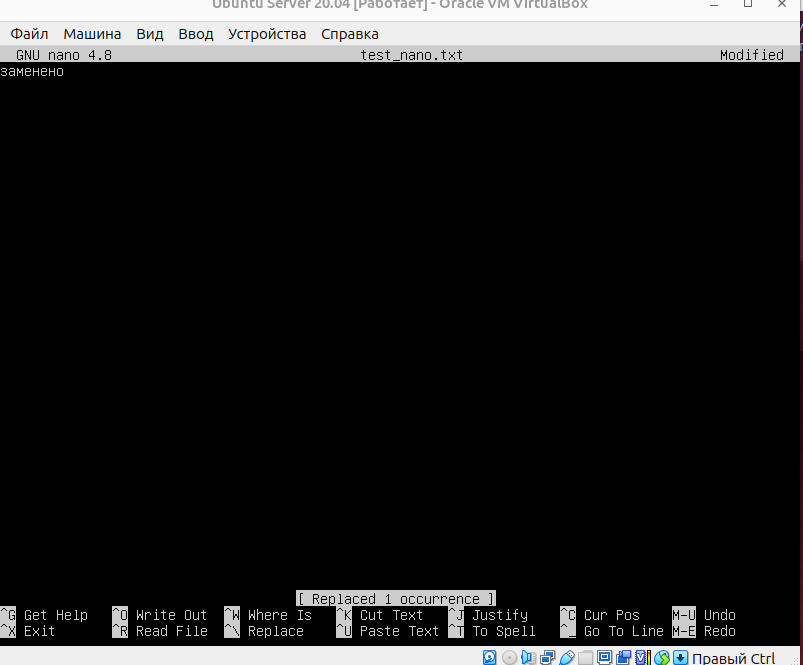 Ubuntu Server 20.04 [Работает] - Oracle VM VirtualBox
Файл Машина Вид Ввод Устройства Справка
GNU nano 4.8 test_nano.txt Modified
заменено
[ Replaced 1 occurrence ]
^G Get Help ^O Write Out ^W Where Is ^K Cut Text ^J Justify ^C Cur Pos M-U Undo
^X Exit ^R Read File ^\ Replace ^U Paste Text ^T To Spell ^_ Go To Line M-E Redo
Правый Ctrl